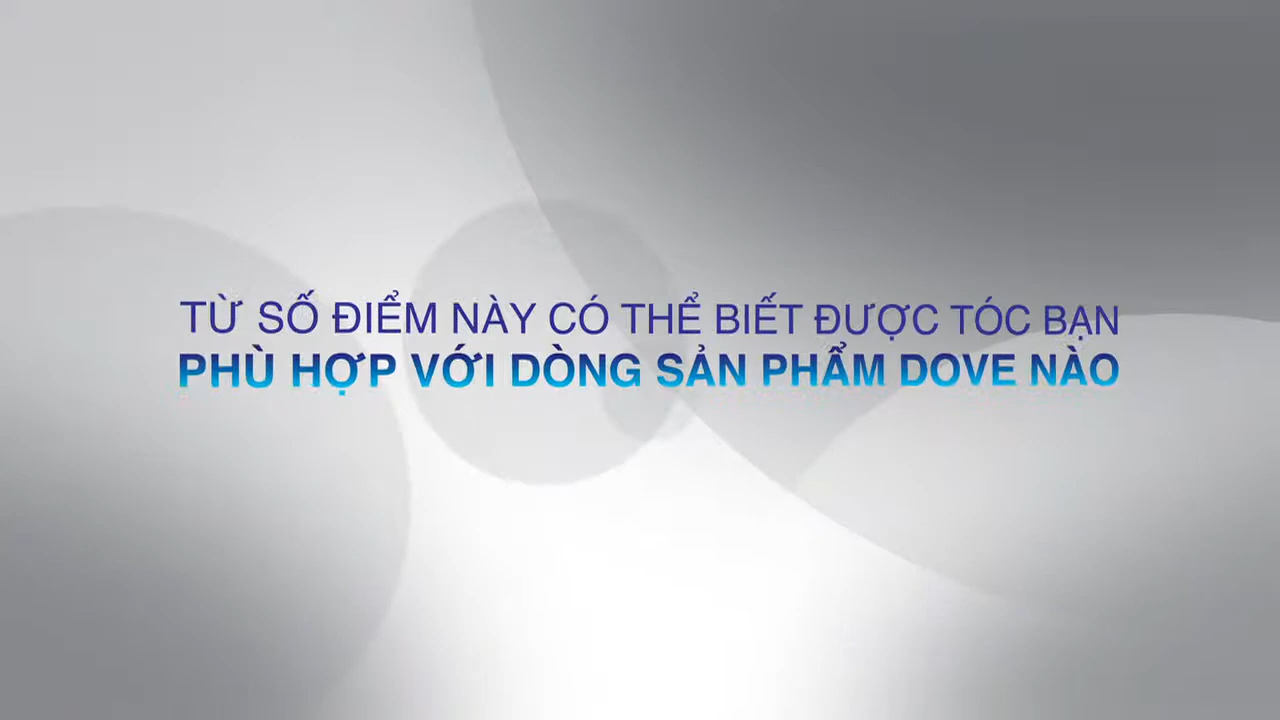 TỪ SỐ ĐIỂM NÀY CÓ THỂ BIẾT ĐƯỢC TÓC BẠN
PHÙ HỢP VỚI DÒNG SẢN PHẨM DOVE NÀO